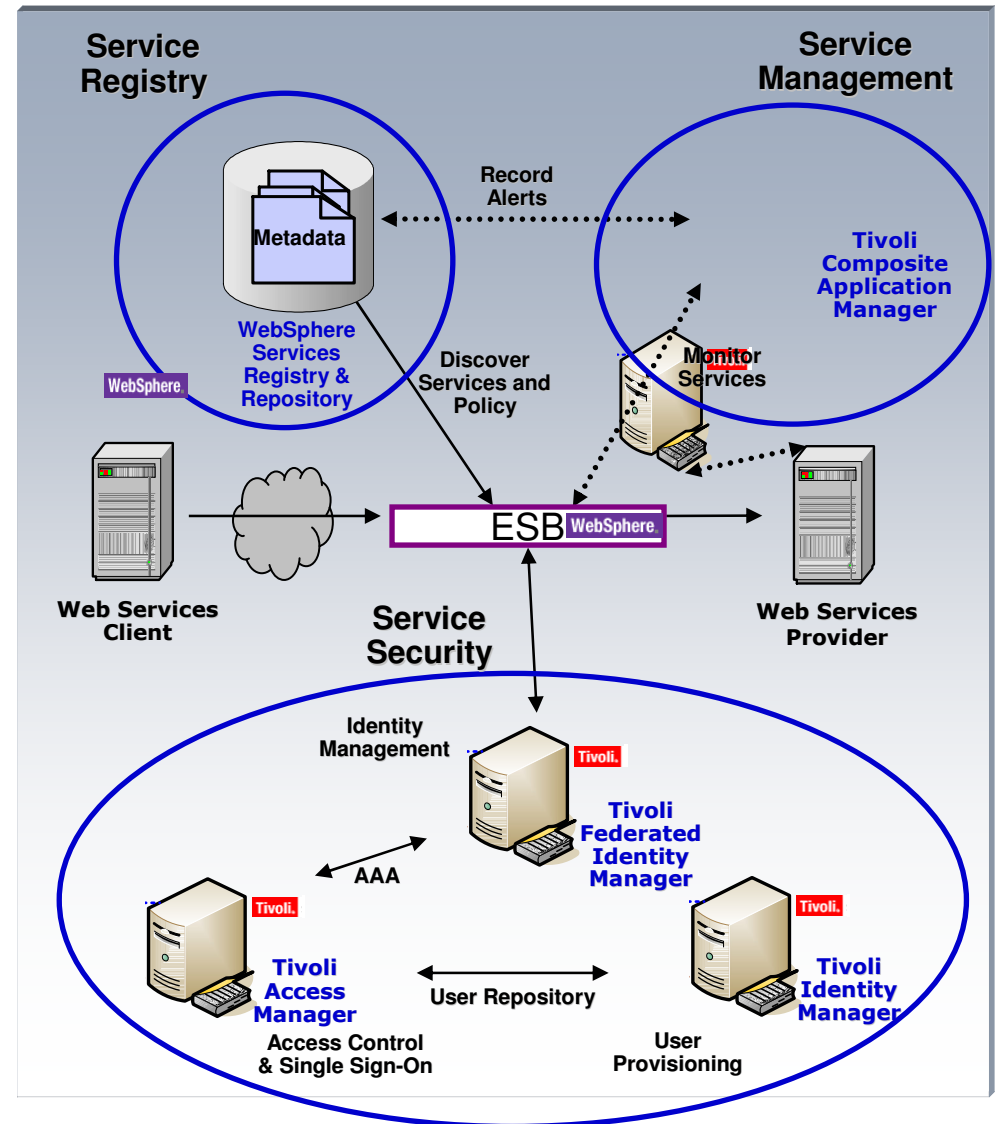 Service
Registry
Service
Management
Record
Alerts
Metadata
Tivoli
Composite
Application
Manager
WebSphere
Services
Registry &
Repository
WebSphere.
Discover
Services and
Policy
Monitor
Services
Tivoli.
ESB
WebSphere.
Web Services
Client
Web Services
Provider
Service
Security
Identity
Management
Tivoli.
Tivoli
Federated
Identity
Manager
AAA
Tivoli.
Tivoli
Access
Manager
Access Control
& Single Sign-On
User Repository
Tivoli.
Tivoli
Identity
Manager
User
Provisioning